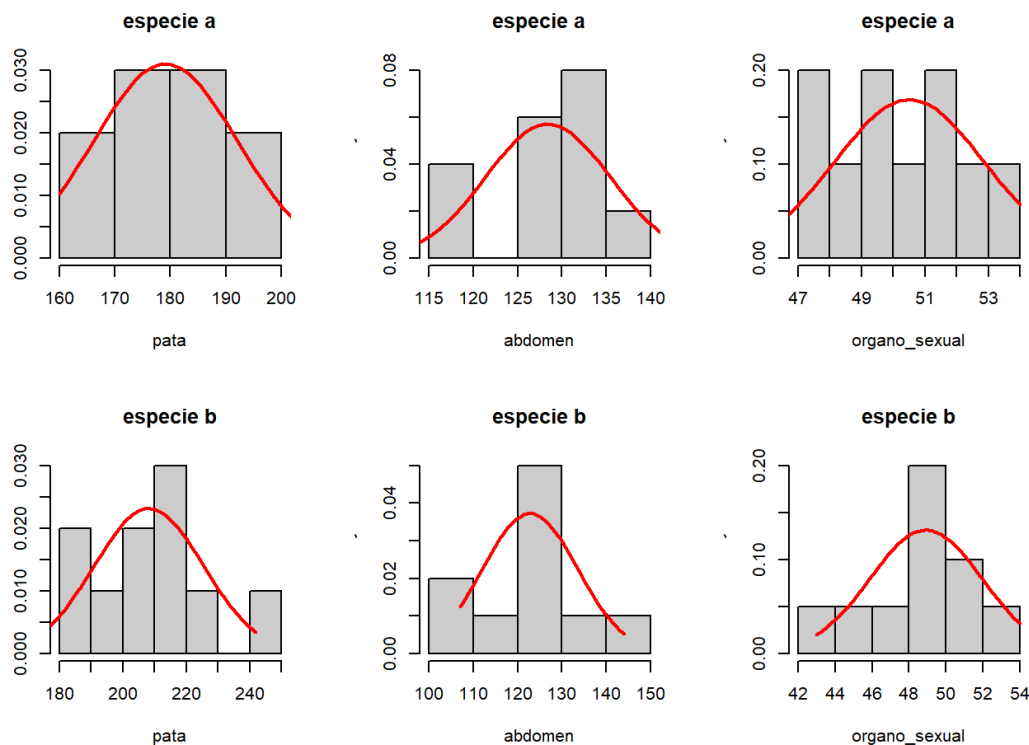 especie a
0.000 0.010 0.020 0.030
160 170 180 190 200
pata
especie a
0.00 0.04 0.08
115 120 125 130 135 140
abdomen
especie a
0.00 0.10 0.20
47 49 51 53
organo_sexual
especie b
0.000 0.010 0.020 0.030
180 200 220 240
pata
especie b
0.00 0.02 0.04
100 110 120 130 140 150
abdomen
especie b
0.00 0.10 0.20
42 44 46 48 50 52 54
organo_sexual